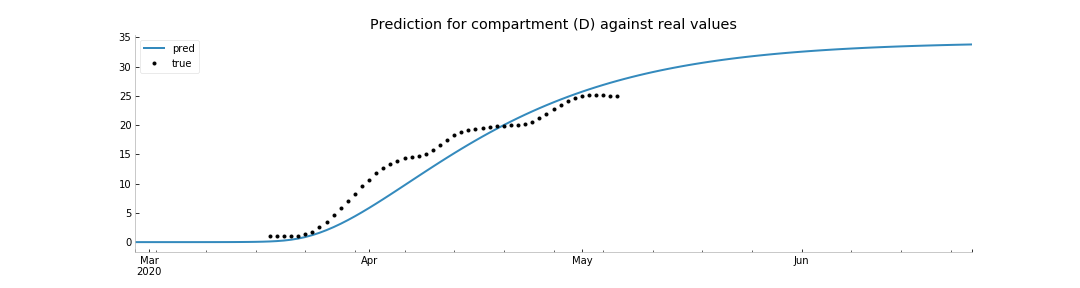 Prediction for compartment (D) against real values
35
30
25
20
15
10
5
0
pred
true
Mar
2020
Apr
May
Jun